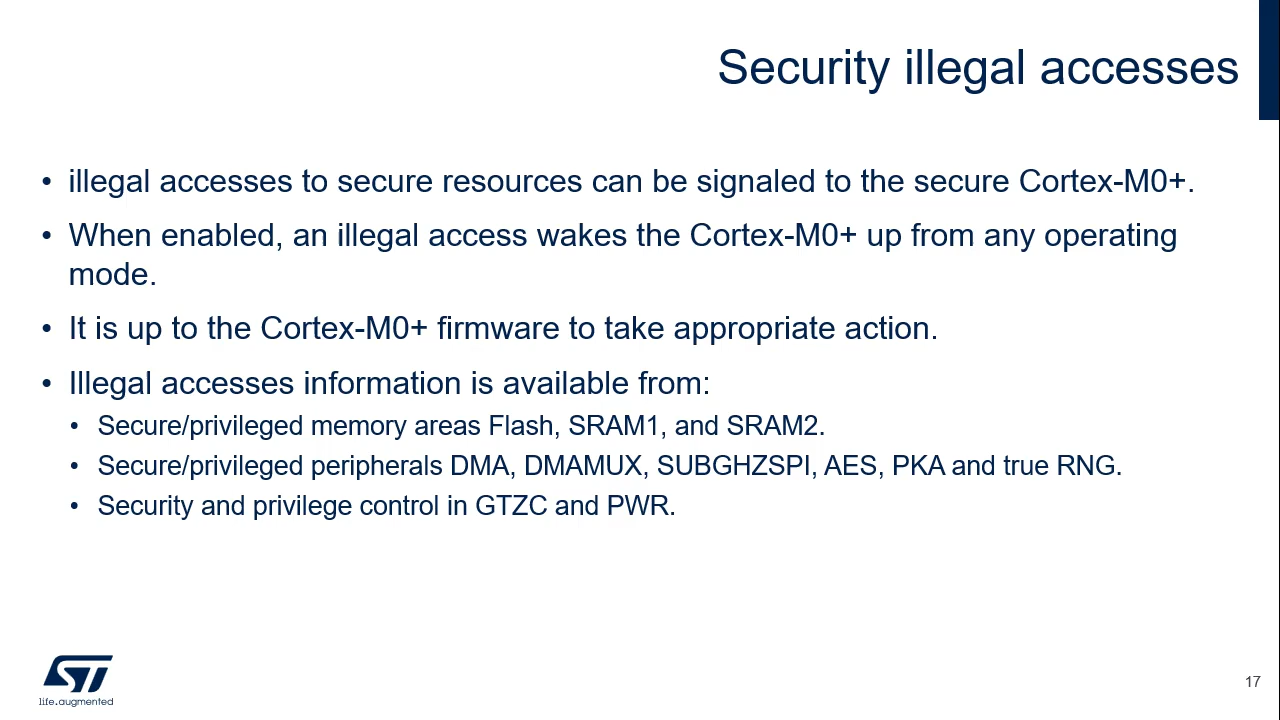 Security illegal accesses
• illegal accesses to secure resources can be signaled to the secure Cortex-M0+.
• When enabled, an illegal access wakes the Cortex-M0+ up from any operating
mode.
• It is up to the Cortex-M0+ firmware to take appropriate action.
• Illegal accesses information is available from:
• Secure/privileged memory areas Flash, SRAM1, and SRAM2.
• Secure/privileged peripherals DMA, DMAMUX, SUBGHZSPI, AES, PKA and true RNG.
• Security and privilege control in GTZC and PWR.
ST
life.augmented
17